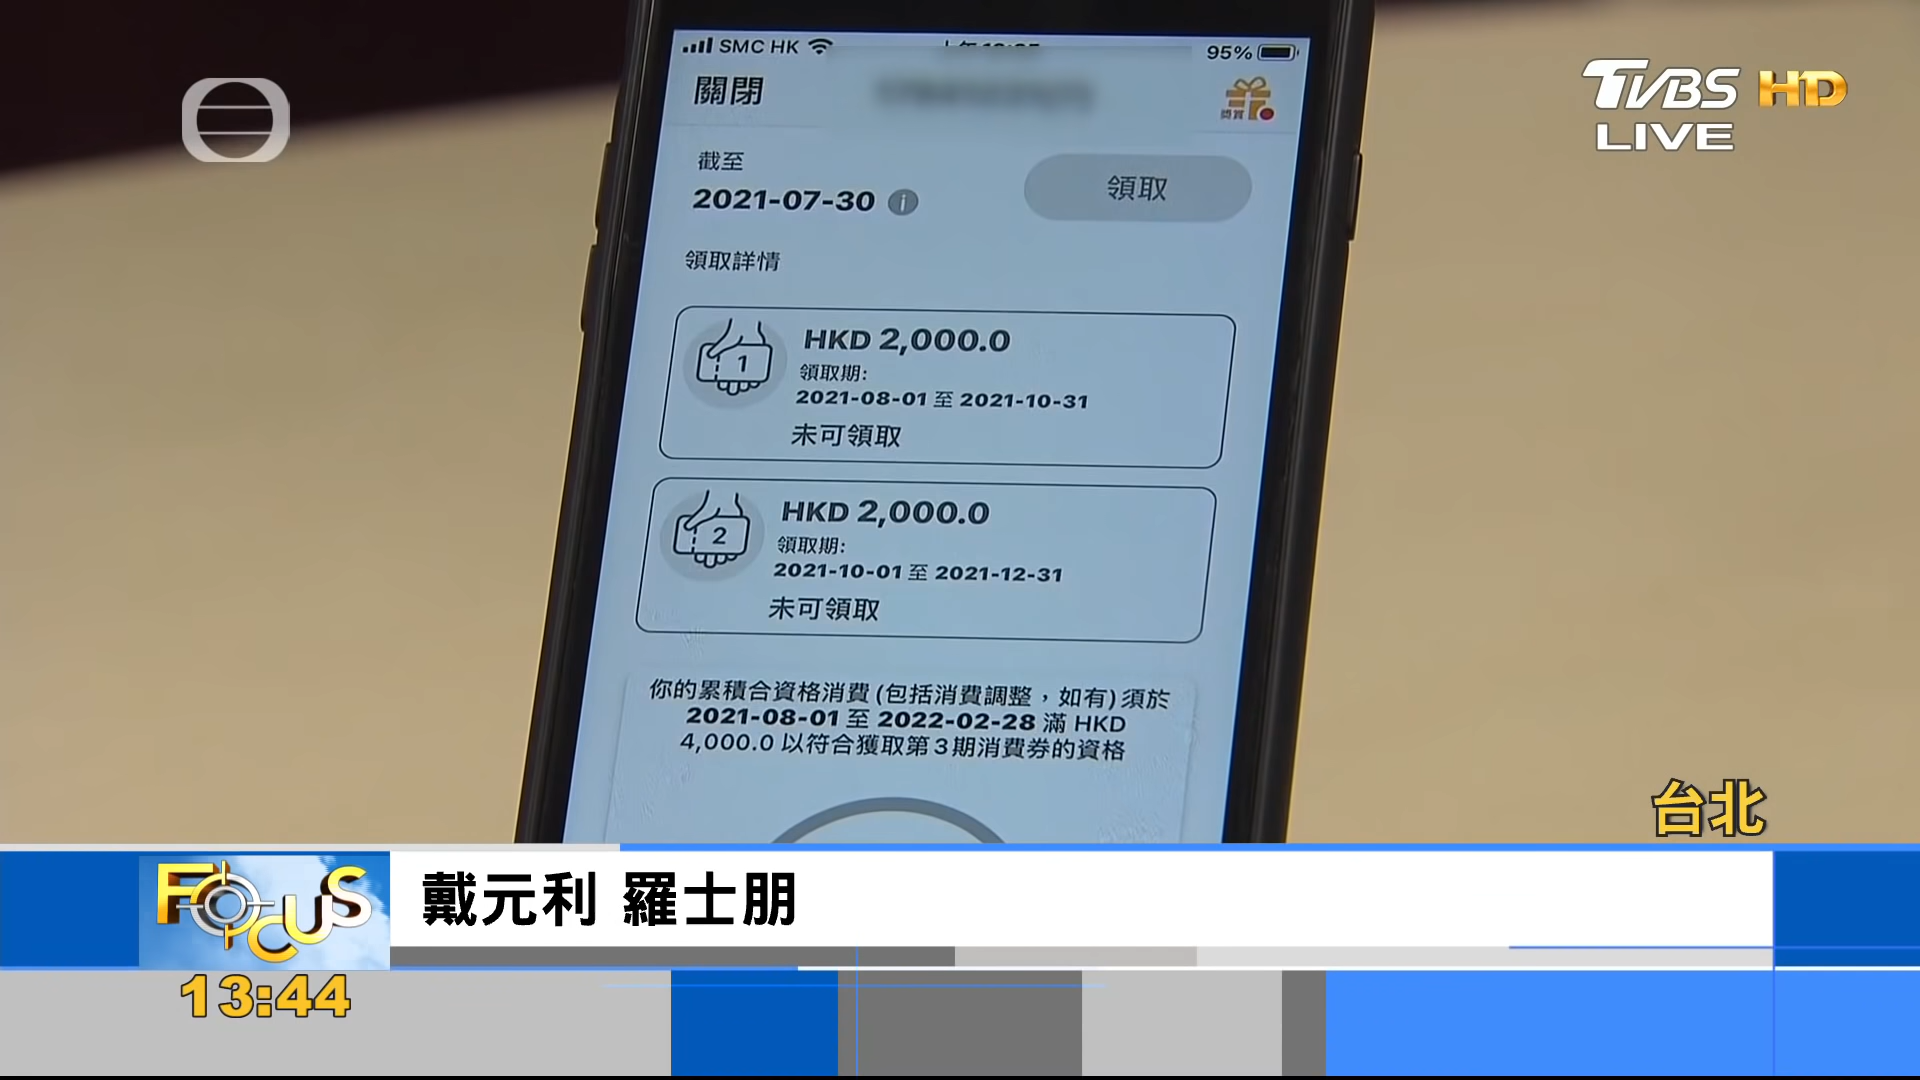 SMC HK
95%
關閉
獎賞
TVBS HD
LIVE
截至
2021-07-30
領取
領取詳情
1
HKD 2,000.0
領取期:
2021-08-01 至 2021-10-31
未可領取
2
HKD 2,000.0
領取期:
2021-10-01 至 2021-12-31
未可領取
你的累積合資格消費 (包括消費調整，如有) 須於
2021-08-01 至 2022-02-28 滿 HKD
4,000.0 以符合獲取第 3 期消費券的資格
台北
FOCUS
戴元利 羅士朋
13:44